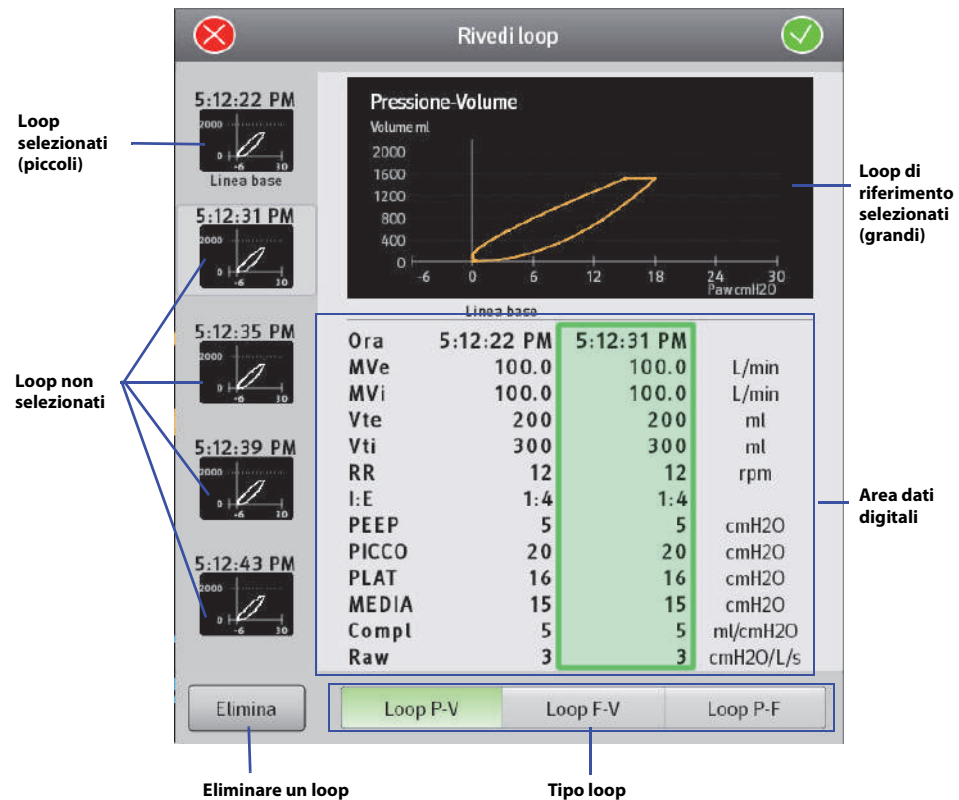 Rivedi loop
5:12:22 PM
2000
0
-6 30
Linea base
5:12:31 PM
2000
0
-6 30
5:12:35 PM
2000
0
-6 30
5:12:39 PM
2000
0
-6 30
5:12:43 PM
2000
0
-6 30
Loop
selezionati
(piccoli)
Loop non
selezionati
Pressione-Volume
Volume ml
2000
1600
1200
800
400
0
-6 0 6 12 18 24 30
Paw cmH2O
Linea base
Loop di
riferimento
selezionati
(grandi)
Ora 5:12:22 PM 5:12:31 PM
MVe 100.0 100.0 L/min
MVi 100.0 100.0 L/min
Vte 200 200 ml
Vti 300 300 ml
RR 12 12 rpm
I:E 1:4 1:4
PEEP 5 5 cmH2O
PICCO 20 20 cmH2O
PLAT 16 16 cmH2O
MEDIA 15 15 cmH2O
Compl 5 5 ml/cmH2O
Raw 3 3 cmH2O/L/s
Area dati
digitali
Elimina
Loop P-V Loop F-V Loop P-F
Eliminare un loop
Tipo loop